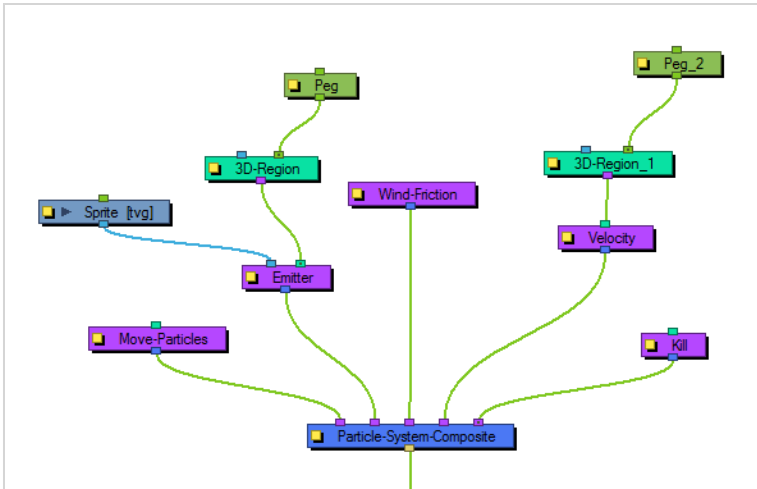 Peg
Peg_2
3D-Region
3D-Region_1
Sprite [tvg]
Wind-Friction
Velocity
Emitter
Move-Particles
Kill
Particle-System-Composite